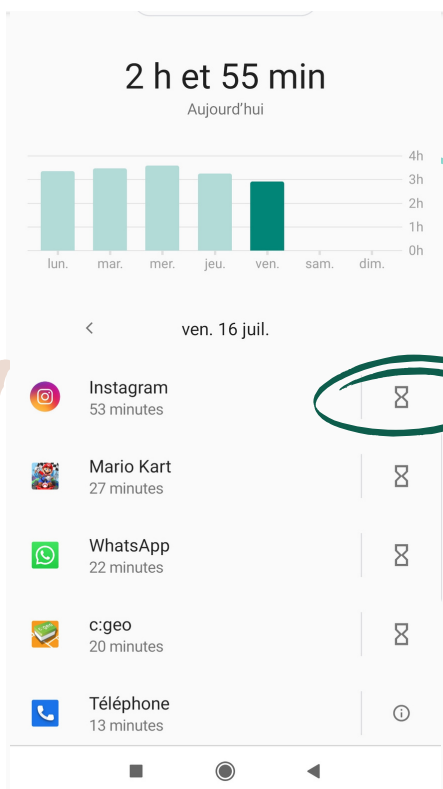 2 h et 55 min
Aujourd'hui
4h
3h
2h
1h
0h
lun. mar. mer. jeu. ven. sam. dim.
ven. 16 juil.
Instagram
53 minutes
Mario Kart
27 minutes
WhatsApp
22 minutes
c:geo
20 minutes
Téléphone
13 minutes